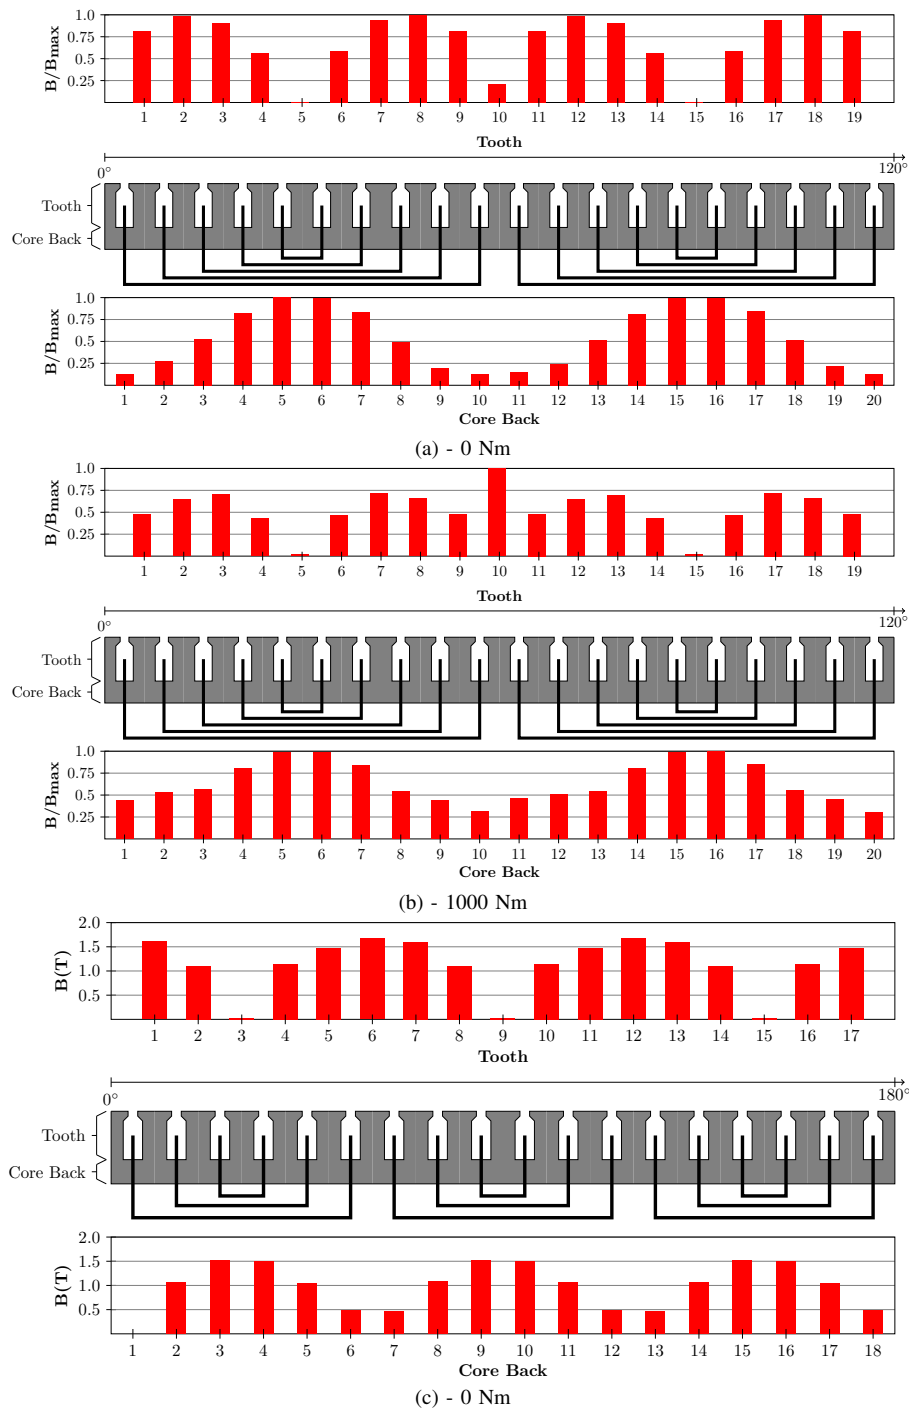 1.0
0.75
0.5
0.25
B/Bmax
1 2 3 4 5 6 7 8 9 10 11 12 13 14 15 16 17 18 19
Tooth
0° 120°
Tooth
Core Back
1.0
0.75
0.5
0.25
B/Bmax
1 2 3 4 5 6 7 8 9 10 11 12 13 14 15 16 17 18 19 20
Core Back
(a) - 0 Nm
1.0
0.75
0.5
0.25
B/Bmax
1 2 3 4 5 6 7 8 9 10 11 12 13 14 15 16 17 18 19
Tooth
0° 120°
Tooth
Core Back
1.0
0.75
0.5
0.25
B/Bmax
1 2 3 4 5 6 7 8 9 10 11 12 13 14 15 16 17 18 19 20
Core Back
(b) - 1000 Nm
2.0
1.5
1.0
0.5
B(T)
1 2 3 4 5 6 7 8 9 10 11 12 13 14 15 16 17
Tooth
0° 180°
Tooth
Core Back
2.0
1.5
1.0
0.5
B(T)
1 2 3 4 5 6 7 8 9 10 11 12 13 14 15 16 17 18
Core Back
(c) - 0 Nm